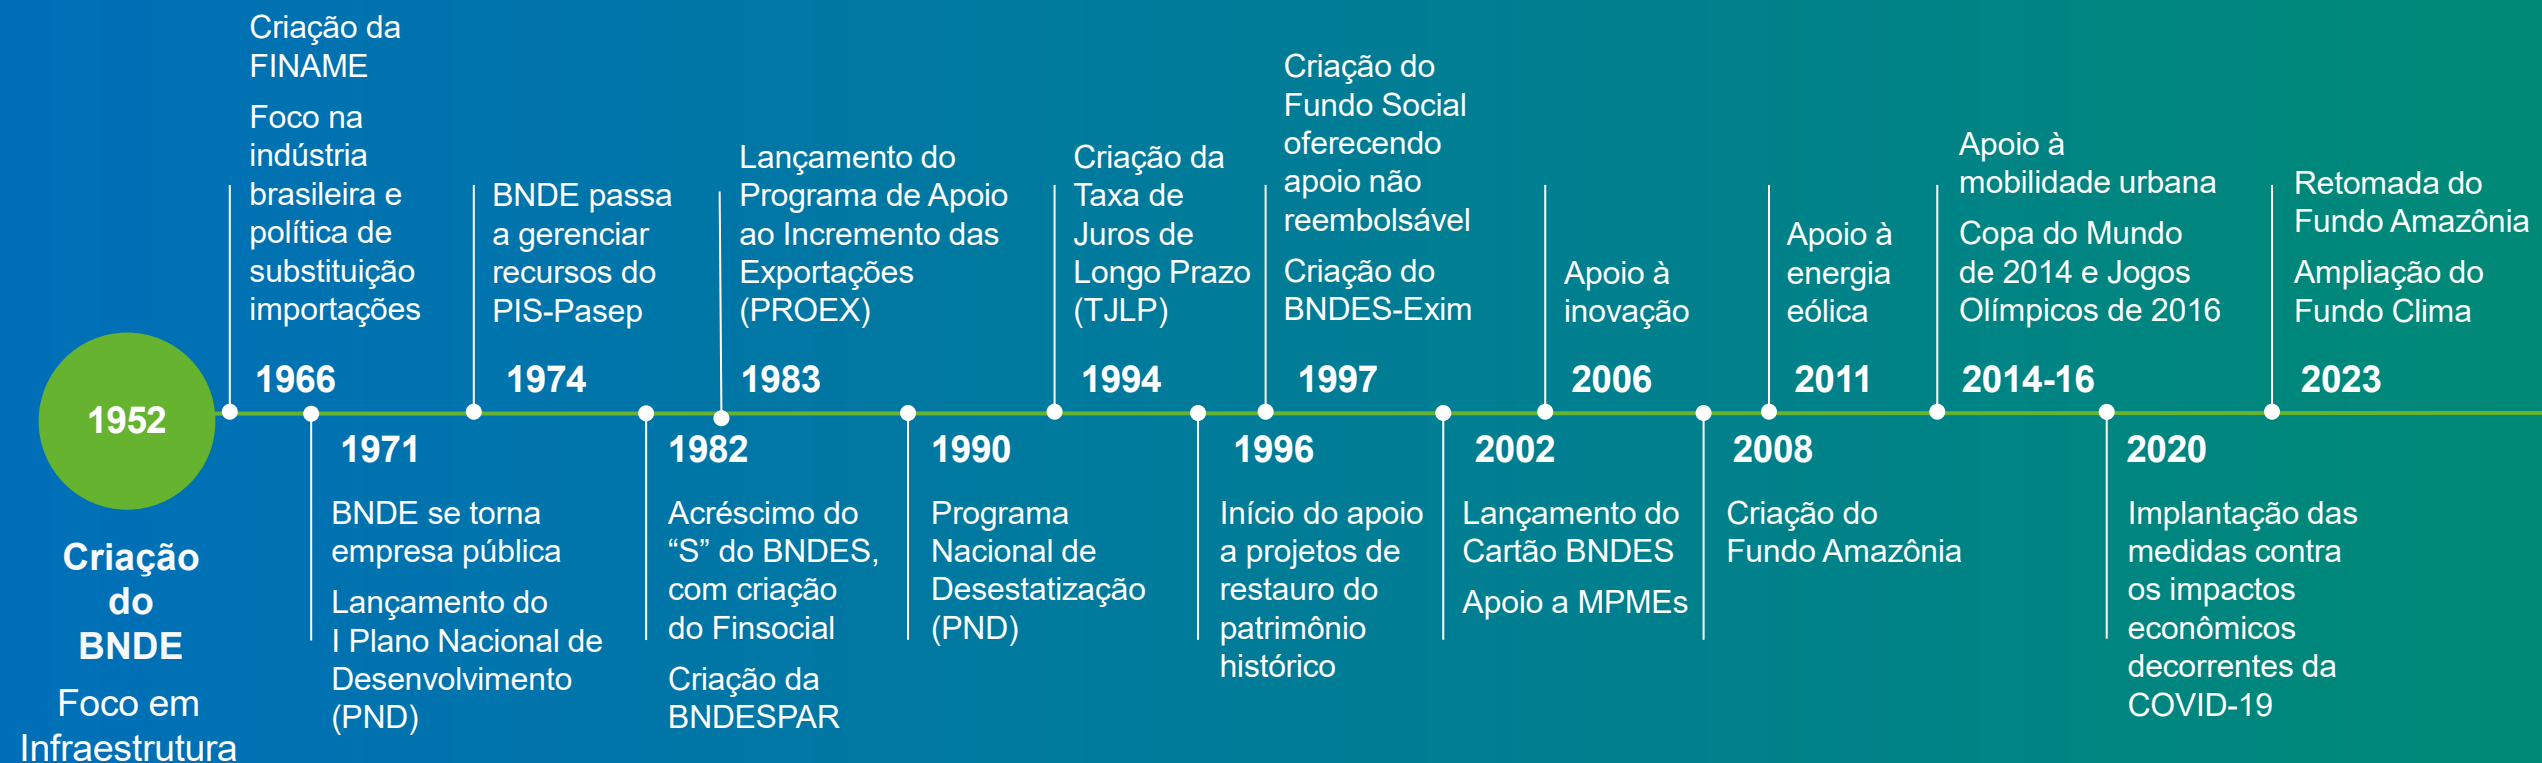 1952
Criação
do
BNDE
Foco em
Infraestrutura
Criação da
FINAME
Foco na
indústria
brasileira e
política de
substituição
importações
1966
1971
BNDE se torna
empresa pública
Lançamento do
I Plano Nacional de
Desenvolvimento
(PND)
BNDE passa
a gerenciar
recursos do
PIS-Pasep
1974
1982
Acréscimo do
“S” do BNDES,
com criação
do Finsocial
Criação da
BNDESPAR
Lançamento do
Programa de Apoio
ao Incremento das
Exportações
(PROEX)
1983
1990
Programa
Nacional de
Desestatização
(PND)
Criação da
Taxa de
Juros de
Longo Prazo
(TJLP)
1994
1996
Início do apoio
a projetos de
restauro do
patrimônio
histórico
Criação do
Fundo Social
oferecendo
apoio não
reembolsável
Criação do
BNDES-Exim
1997
2002
Lançamento do
Cartão BNDES
Apoio a MPMEs
Apoio à
inovação
2006
2008
Criação do
Fundo Amazônia
Apoio à
energia
eólica
2011
Apoio à
mobilidade urbana
Copa do Mundo
de 2014 e Jogos
Olímpicos de 2016
2014-16
2020
Implantação das
medidas contra
os impactos
econômicos
decorrentes da
COVID-19
Retomada do
Fundo Amazônia
Ampliação do
Fundo Clima
2023